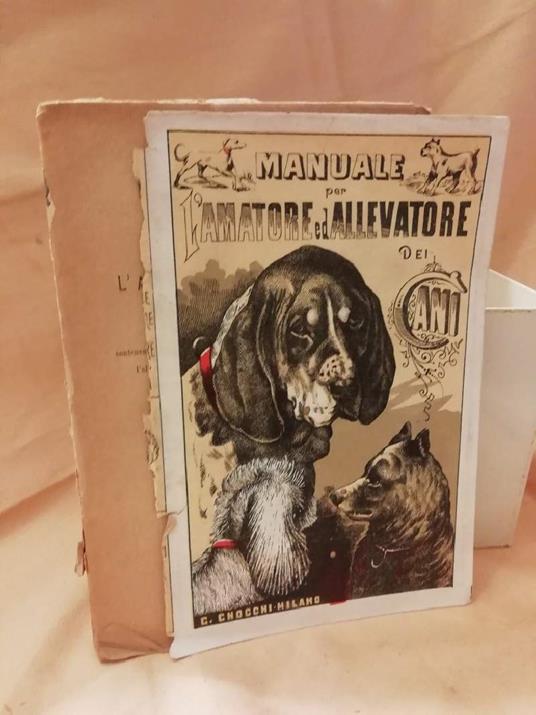 MANUALE
per
L'AMATORE ed ALLEVATORE
DEI
CANI
G. GNOCCHI-MILANO
L'A